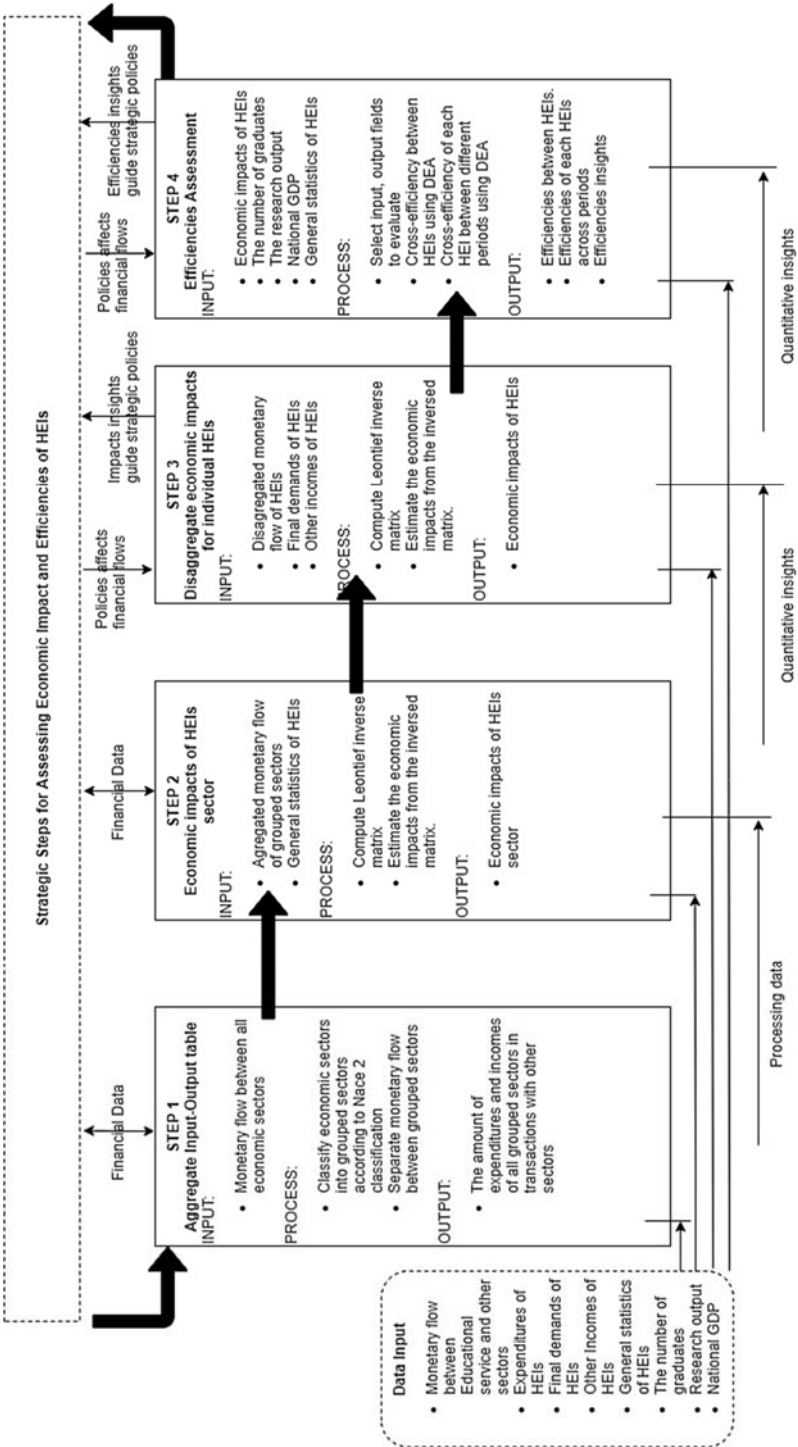 Strategic Steps for Assessing Economic Impact and Efficiencies of HEIs
Financial Data
Financial Data
Policies affects
financial flows
Impacts insights
guide strategic policies
Policies affects
financial flows
Efficiencies insights
guide strategic policies
STEP 1
Aggregate Input-Output table
INPUT:
• Monetary flow between all
economic sectors
PROCESS:
• Classify economic sectors
into grouped sectors
according to Nace 2
classification
• Separate monetary flow
between grouped sectors
OUTPUT:
• The amount of
expenditures and incomes
of all grouped sectors in
transactions with other
sectors
STEP 2
Economic impacts of HEIs
sector
INPUT:
• Agregated monetary flow
of grouped sectors
• General statistics of HEIs
PROCESS:
• Compute Leontief inverse
matrix
• Estimate the economic
impacts from the inversed
matrix.
OUTPUT:
• Economic impacts of HEIs
sector
STEP 3
Disaggregate economic impacts
for individual HEIs
INPUT:
• Disagregated monetary
flow of HEIs
• Final demands of HEIs
• Other incomes of HEIs
PROCESS:
• Compute Leontief inverse
matrix
• Estimate the economic
impacts from the inversed
matrix.
OUTPUT:
• Economic impacts of HEIs
STEP 4
Efficiencies Assessment
INPUT:
• Economic impacts of HEIs
• The number of graduates
• The research output
• National GDP
• General statistics of HEIs
PROCESS:
• Select input, output fields
to evaluate
• Cross-efficiency between
HEIs using DEA
• Cross-efficiency of each
HEI between different
periods using DEA
OUTPUT:
• Efficiencies between HEIs.
• Efficiencies of each HEIs
across periods
• Efficiencies insights
Data Input
• Monetary flow
between
Educational
service and other
sectors
• Expenditures of
HEIs
• Final demands of
HEIs
• Other Incomes of
HEIs
• General statistics
of HEIs
• The number of
graduates
• Research output
• National GDP
Processing data
Quantitative insights
Quantitative insights